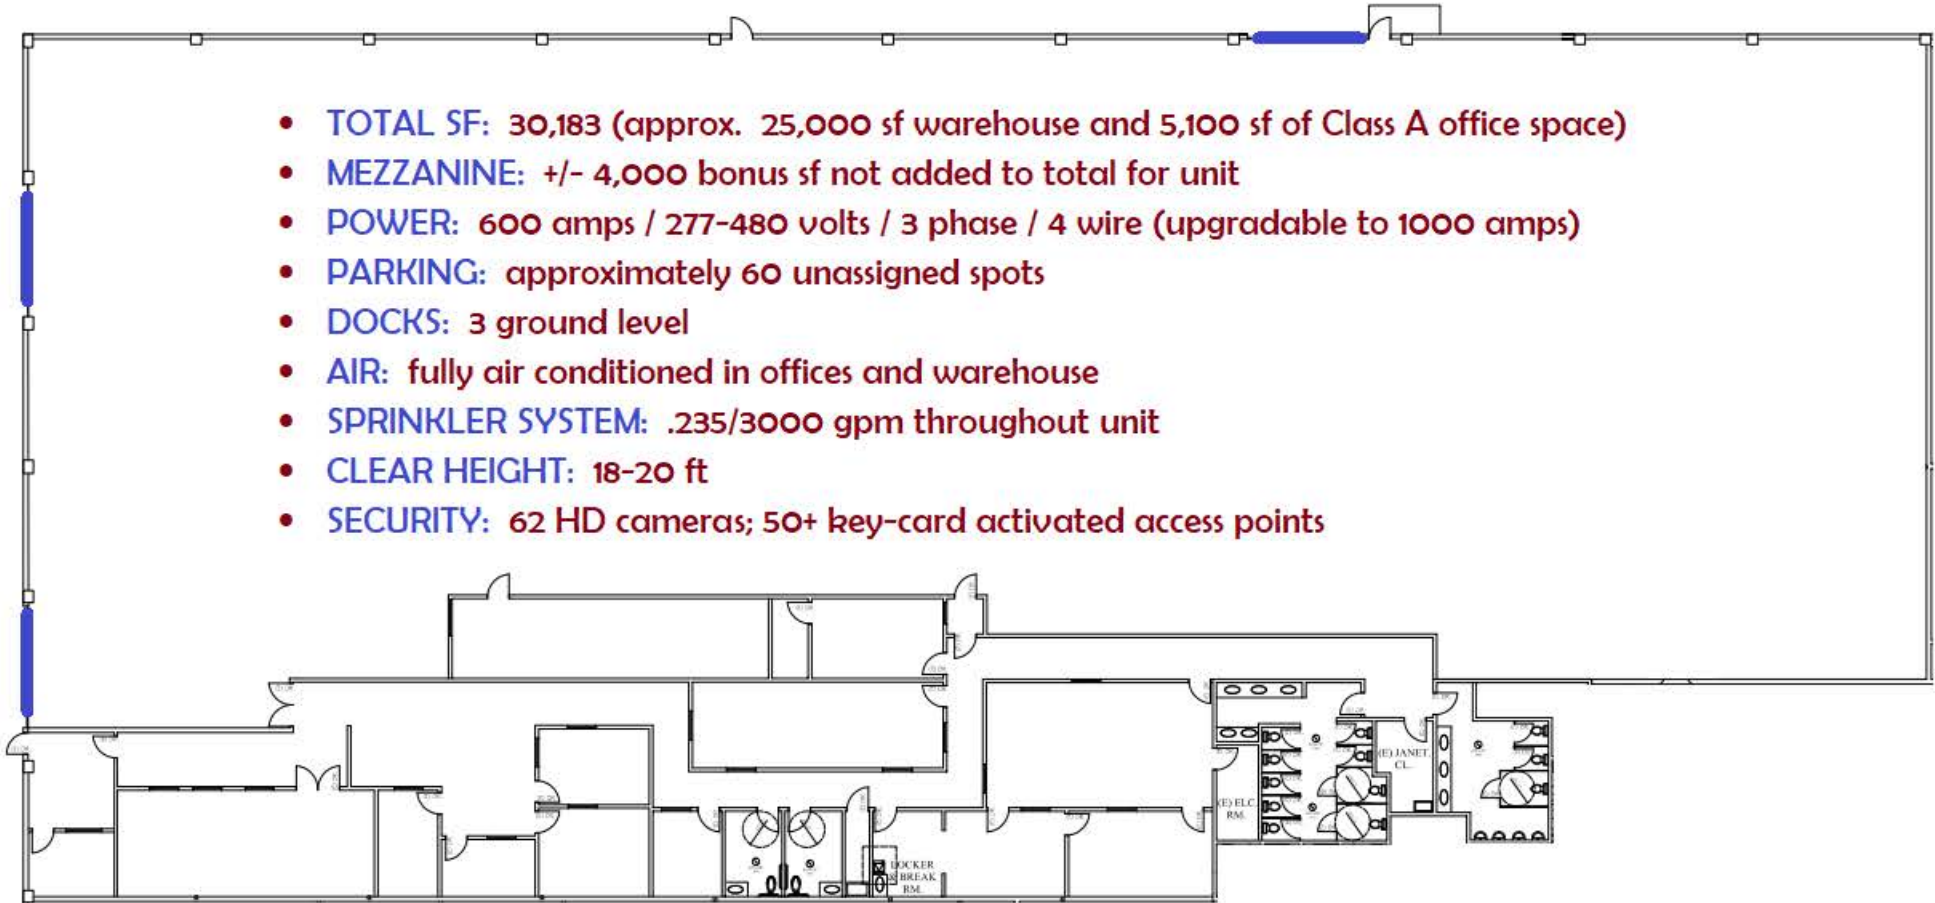 • TOTAL SF: 30,183 (approx. 25,000 sf warehouse and 5,100 sf of Class A office space)
• MEZZANINE: +/- 4,000 bonus sf not added to total for unit
• POWER: 600 amps / 277-480 volts / 3 phase / 4 wire (upgradable to 1000 amps)
• PARKING: approximately 60 unassigned spots
• DOCKS: 3 ground level
• AIR: fully air conditioned in offices and warehouse
• SPRINKLER SYSTEM: .235/3000 gpm throughout unit
• CLEAR HEIGHT: 18-20 ft
• SECURITY: 62 HD cameras; 50+ key-card activated access points
(E) JANET.
CL.
(E) ELC.
RM.
LOCKER
& BREAK
RM.